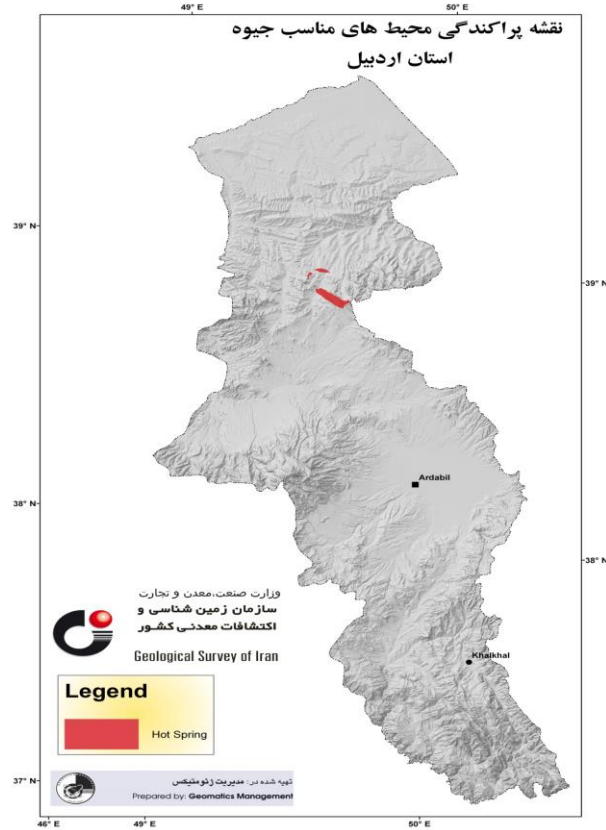 49° E
50° E
نقشه پراکندگی محیط های مناسب جیوه
استان اردبیل
39° N
39° N
Ardabil
38° N
38° N
وزارت صنعت،معدن و تجارت
سازمان زمین شناسی و
اکتشافات معدنی کشور
Geological Survey of Iran
Khalkhal
Legend
Hot Spring
تهیه شده در: مدیریت ژئوماتیکس
Prepared by: Geomatics Management
37° N
46° E
49° E
50° E